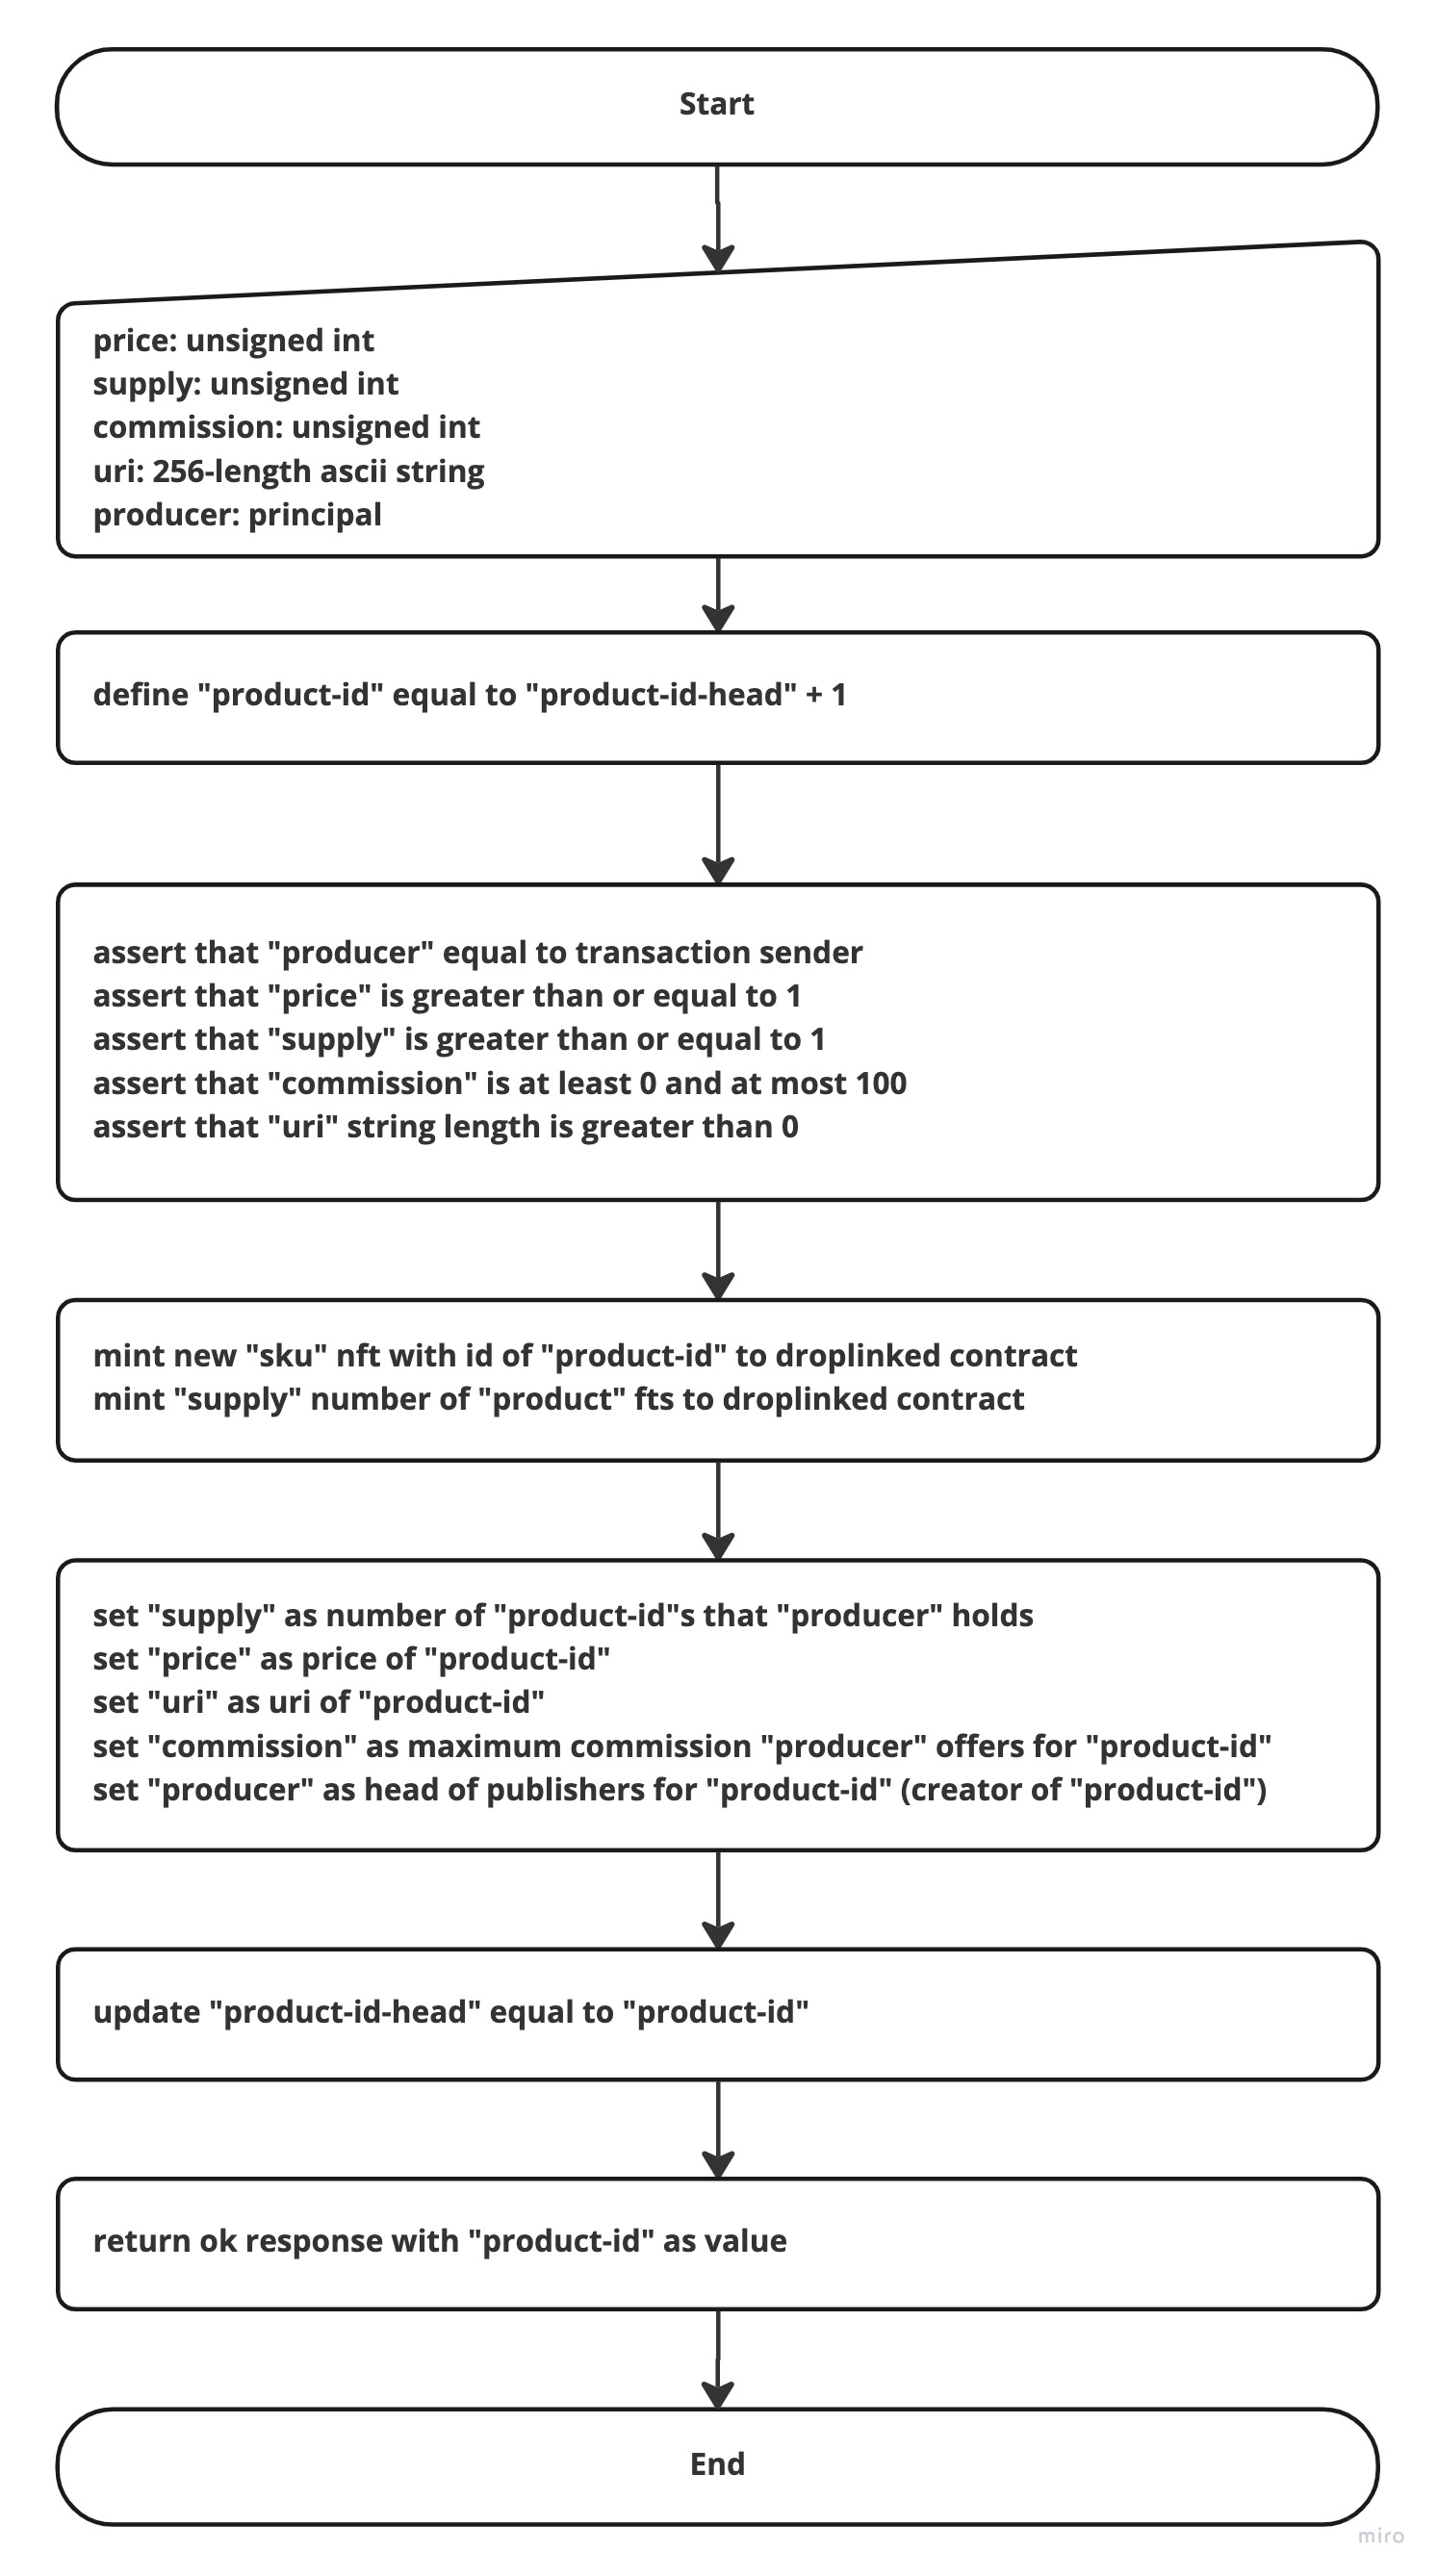 Start
price: unsigned int
supply: unsigned int
commission: unsigned int
uri: 256-length ascii string
producer: principal
define "product-id" equal to "product-id-head" + 1
assert that "producer" equal to transaction sender
assert that "price" is greater than or equal to 1
assert that "supply" is greater than or equal to 1
assert that "commission" is at least 0 and at most 100
assert that "uri" string length is greater than 0
mint new "sku" nft with id of "product-id" to droplinked contract
mint "supply" number of "product" fts to droplinked contract
set "supply" as number of "product-id"s that "producer" holds
set "price" as price of "product-id"
set "uri" as uri of "product-id"
set "commission" as maximum commission "producer" offers for "product-id"
set "producer" as head of publishers for "product-id" (creator of "product-id")
update "product-id-head" equal to "product-id"
return ok response with "product-id" as value
End
miro